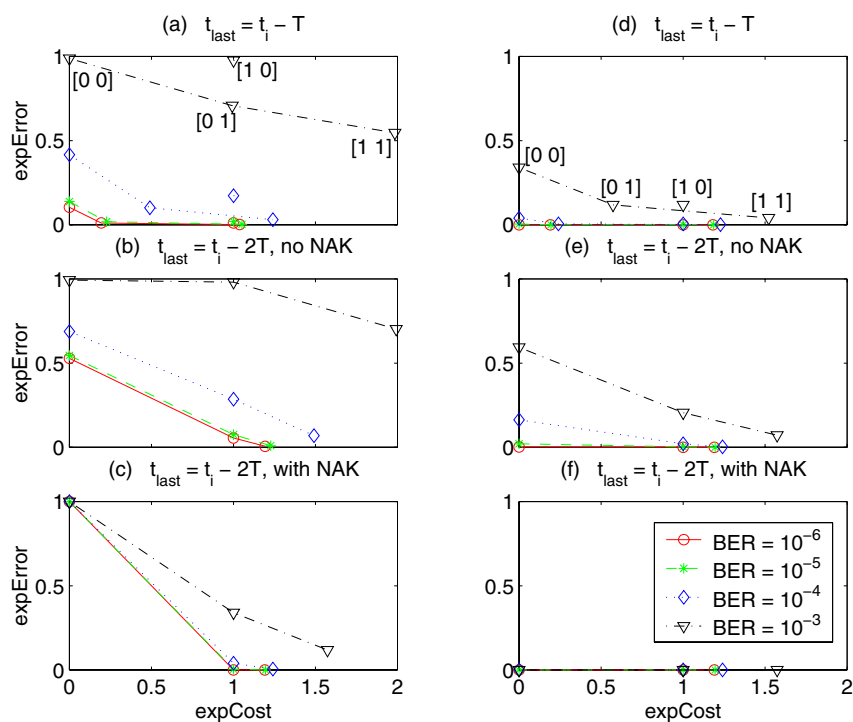 (a) t_last = t_i – T
1
0.5
0
expError
[0 0]
[1 0]
[0 1]
[1 1]
(d) t_last = t_i – T
1
0.5
0
[0 0]
[0 1]
[1 0]
[1 1]
(b) t_last = t_i – 2T, no NAK
1
0.5
0
expError
(e) t_last = t_i – 2T, no NAK
1
0.5
0
(c) t_last = t_i – 2T, with NAK
1
0.5
0
expError
0 0.5 1 1.5 2
expCost
(f) t_last = t_i – 2T, with NAK
1
0.5
0
BER = 10^–6
BER = 10^–5
BER = 10^–4
BER = 10^–3
0 0.5 1 1.5 2
expCost